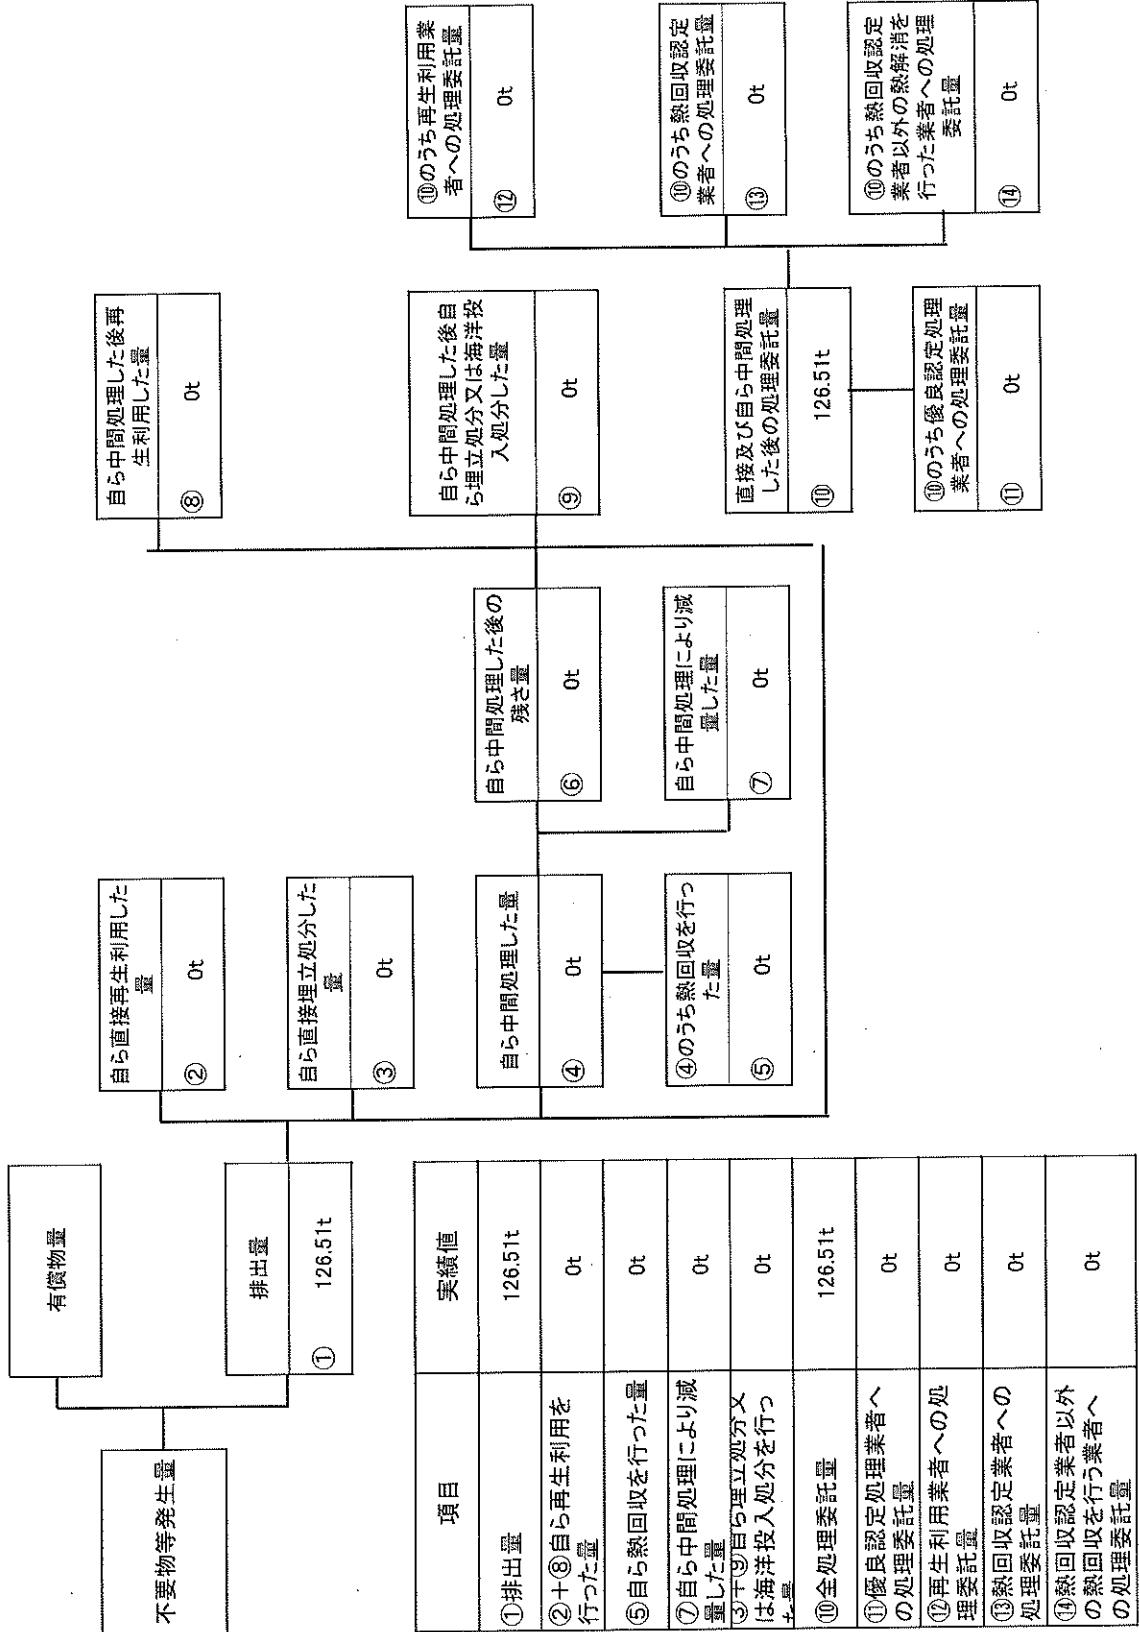 不要物等発生量
有償物量
排出量
① 126.51t
自ら直接再生利用した
量
② 0t
自ら直接埋立処分した
量
③ 0t
自ら中間処理した量
④ 0t
④のうち熱回収を行っ
た量
⑤ 0t
自ら中間処理した後の
残さ量
⑥ 0t
自ら中間処理により減
量した量
⑦ 0t
自ら中間処理した後再
生利用した量
⑧ 0t
自ら中間処理した後自
ら埋立処分又は海洋投
入処分した量
⑨ 0t
直接及び自ら中間処理
した後の処理委託量
⑩ 126.51t
⑩のうち優良認定処理
業者への処理委託量
⑪ 0t
⑩のうち再生利用業
者への処理委託量
⑫ 0t
⑩のうち熱回収認定
業者への処理委託量
⑬ 0t
⑩のうち熱回収認定
業者以外の熱解消を
行った業者への処理
委託量
⑭ 0t
項目 実績値
①排出量 126.51t
②＋⑧自ら再生利用を
行った量 0t
⑤自ら熱回収を行った量 0t
⑦自ら中間処理により減
量した量 0t
③＋⑨自ら埋立処分又
は海洋投入処分を行っ
た量 0t
⑩全処理委託量 126.51t
⑪優良認定処理業者へ
の処理委託量 0t
⑫再生利用業者への処
理委託量 0t
⑬熱回収認定業者への
処理委託量 0t
⑭熱回収認定業者以外
の熱回収を行う業者へ
の処理委託量 0t